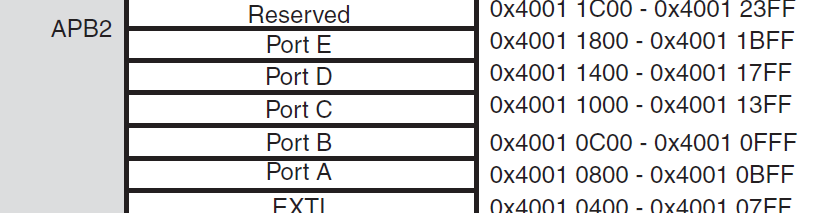 Reserved 0x4001 1C00 - 0x4001 23FF
APB2
Port E 0x4001 1800 - 0x4001 1BFF
Port D 0x4001 1400 - 0x4001 17FF
Port C 0x4001 1000 - 0x4001 13FF
Port B 0x4001 0C00 - 0x4001 0FFF
Port A 0x4001 0800 - 0x4001 0BFF
EXTI 0x4001 0400 - 0x4001 07FF